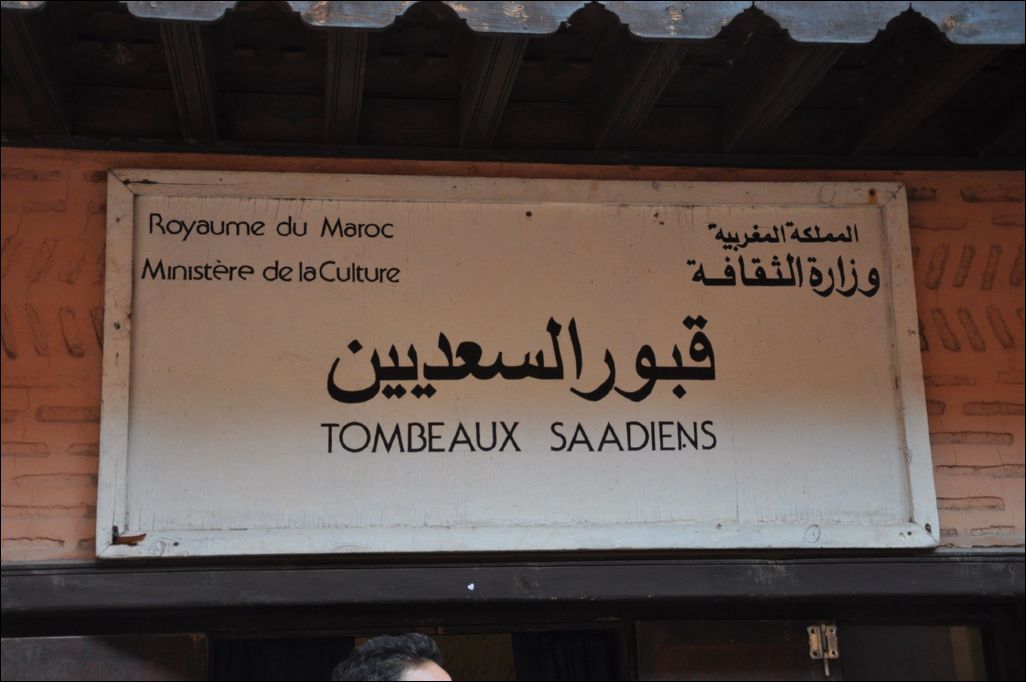 Royaume du Maroc
Ministère de la Culture
المملكة المغربية
وزارة الثقافة
قبور السعديين
TOMBEAUX SAADIENS